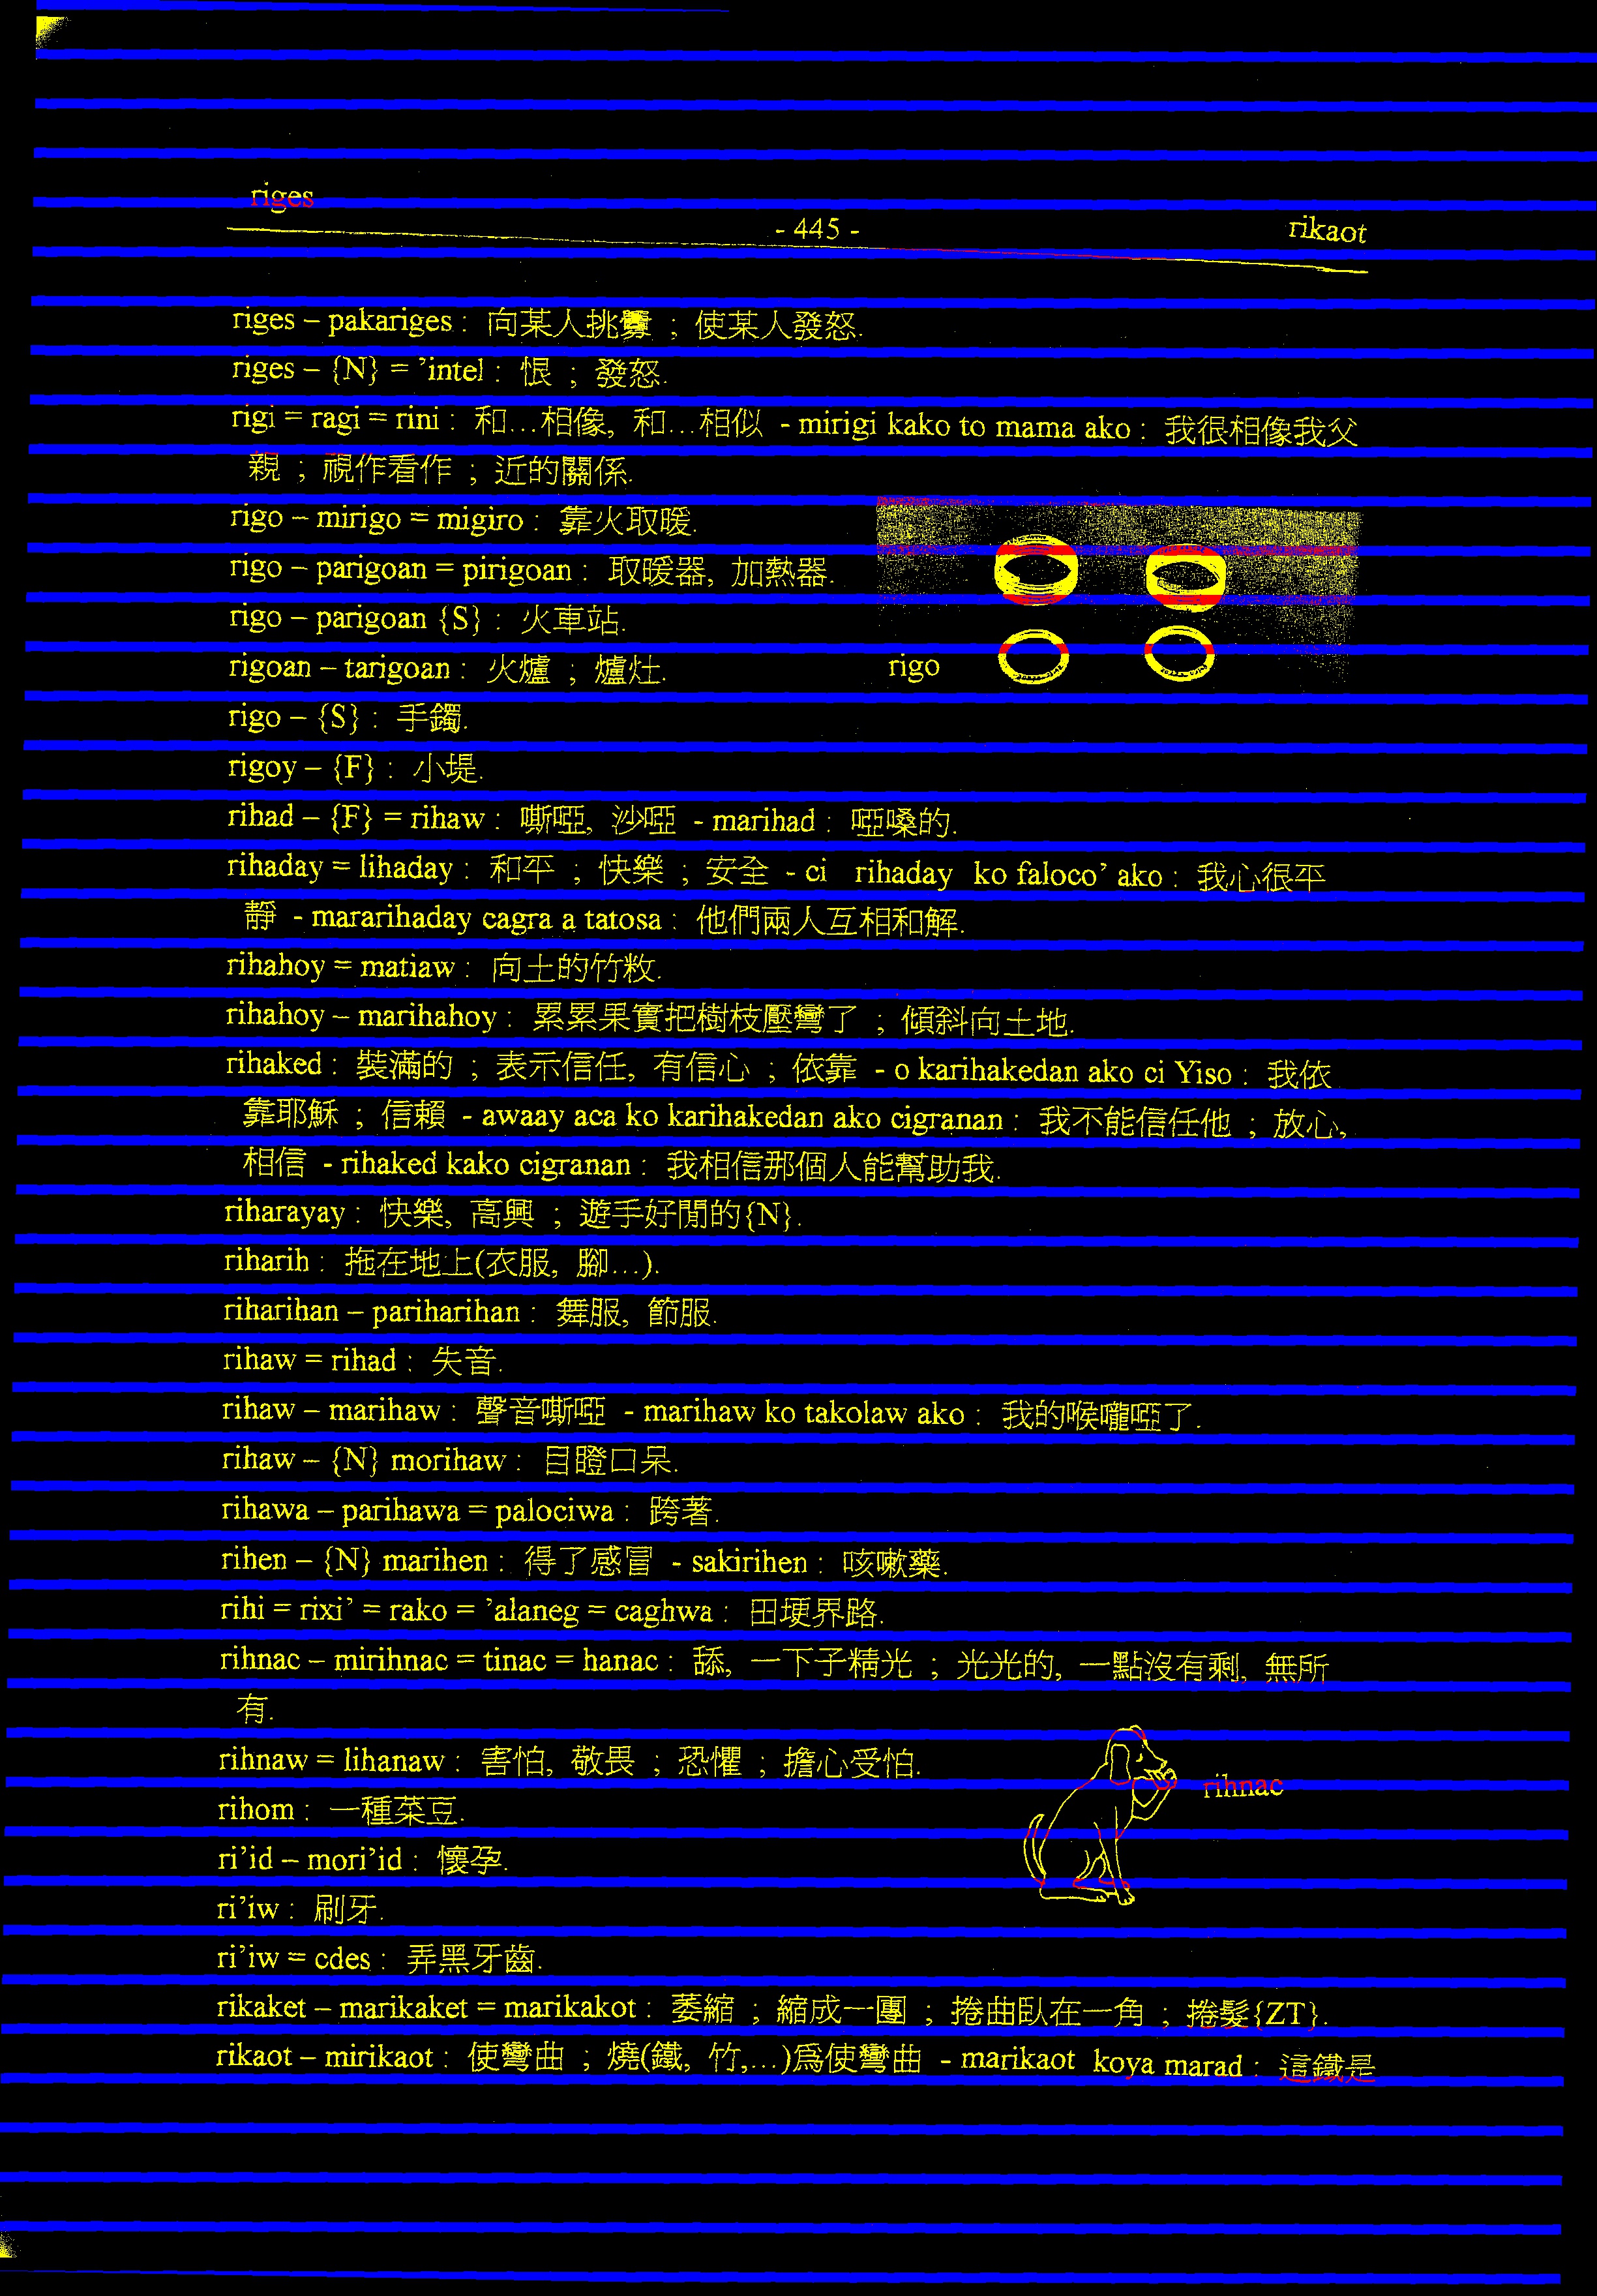 riges
- 445 -
rikaot
riges – pakariges : 向某人挑釁 ; 使某人發怒.
riges – {N} = ’intel : 恨 ; 發怒.
rigi = ragi = rini : 和…相像, 和…相似 - mirigi kako to mama ako : 我很相像我父
親 ; 視作看作 ; 近的關係.
rigo – mirigo = migiro : 靠火取暖.
rigo – parigoan = pirigoan : 取暖器, 加熱器.
rigo – parigoan {S} : 火車站.
rigoan – tarigoan : 火爐 ; 爐灶.
rigo
rigo – {S} : 手鐲.
rigoy – {F} : 小堤.
rihad – {F} = rihaw : 嘶啞, 沙啞 - marihad : 啞嗓的.
rihaday = lihaday : 和平 ; 快樂 ; 安全 - ci rihaday ko faloco’ ako : 我心很平
靜 - mararihaday cagra a tatosa : 他們兩人互相和解.
rihahoy = matiaw : 向土的竹敉.
rihahoy – marihahoy : 累累果實把樹枝壓彎了 ; 傾斜向土地.
rihaked : 裝滿的 ; 表示信任, 有信心 ; 依靠 - o karihakedan ako ci Yiso : 我依
靠耶穌 ; 信賴 - awaay aca ko karihakedan ako cigranan : 我不能信任他 ; 放心,
相信 - rihaked kako cigranan : 我相信那個人能幫助我.
riharayay : 快樂, 高興 ; 遊手好閒的{N}.
riharih : 拖在地上(衣服, 腳…).
riharihan – pariharihan : 舞服, 節服.
rihaw = rihad : 失音.
rihaw – marihaw : 聲音嘶啞 - marihaw ko takolaw ako : 我的喉嚨啞了.
rihaw – {N} morihaw : 目瞪口呆.
rihawa – parihawa = palociwa : 跨著.
rihen – {N} marihen : 得了感冒 - sakirihen : 咳嗽藥.
rihi = rixi’ = rako = ’alaneg = caghwa : 田埂界路.
rihnac – mirihnac = tinac = hanac : 舔, 一下子精光 ; 光光的, 一點沒有剩, 無所
有.
rihnaw = lihanaw : 害怕, 敬畏 ; 恐懼 ; 擔心受怕.
rihnac
rihom : 一種菜豆.
ri’id – mori’id : 懷孕.
ri’iw : 刷牙.
ri’iw = cdes : 弄黑牙齒.
rikaket – marikaket = marikakot : 萎縮 ; 縮成一團 ; 捲曲臥在一角 ; 捲髮{ZT}.
rikaot – mirikaot : 使彎曲 ; 燒(鐵, 竹,…)爲使彎曲 - marikaot koya marad : 這鐵是